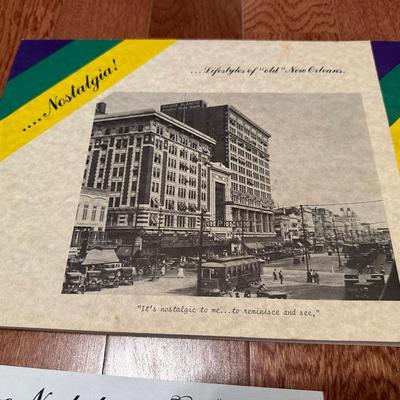 ....Nostalgia!
...Lifestyles of "old" New Orleans.
"It's nostalgic to me...to reminisce and see,"